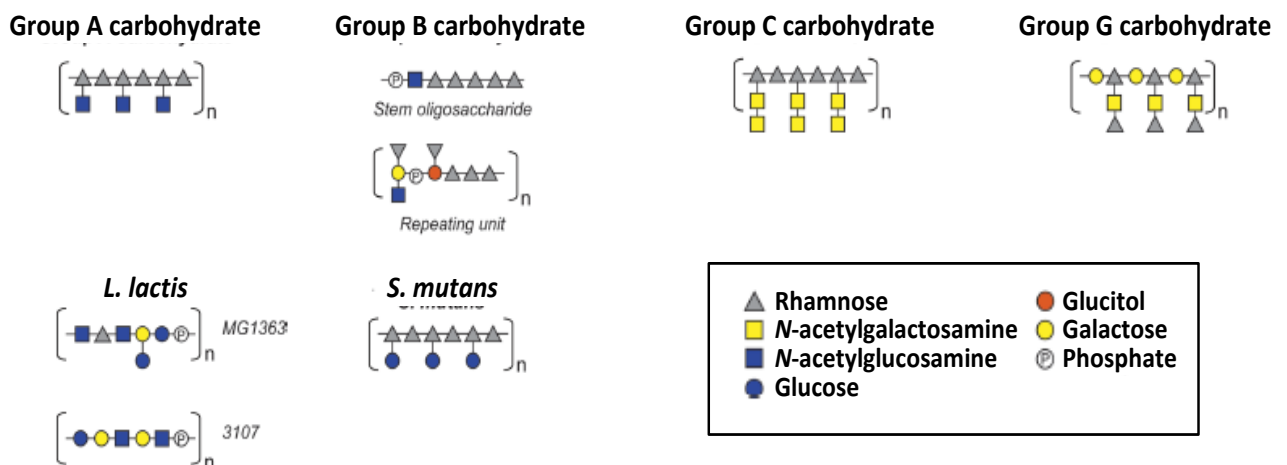 Group A carbohydrate
Group B carbohydrate
Group C carbohydrate
Group G carbohydrate
n
P
Stem oligosaccharide
P
n
Repeating unit
n
n
L. lactis
P
MG1363
n
P
3107
n
S. mutans
S. mutans
n
Rhamnose
N-acetylgalactosamine
N-acetylglucosamine
Glucose
Glucitol
Galactose
P Phosphate